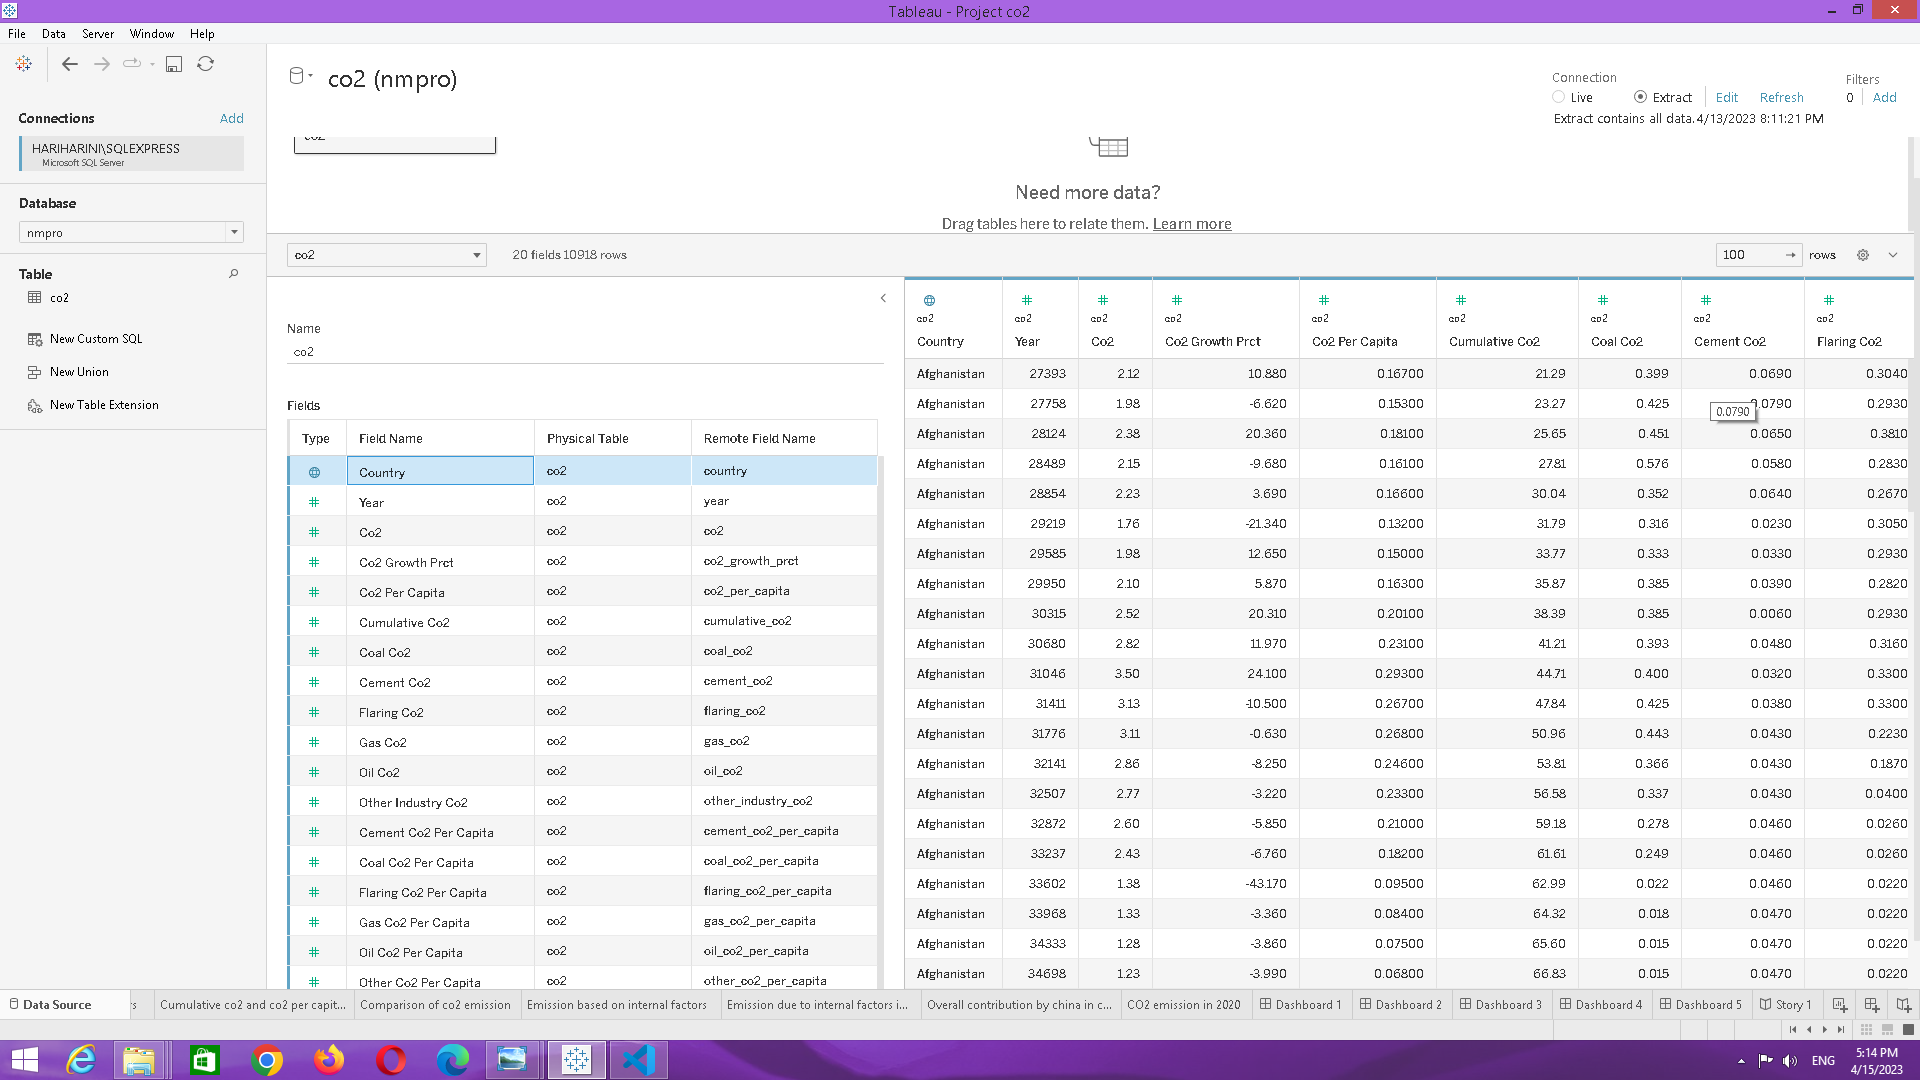 Tableau - Project co2
File Data Server Window Help
co2 (nmpro)
Connection
Live Extract Edit Refresh
Extract contains all data. 4/13/2023 8:11:21 PM
Filters
0 Add
Connections Add
HARIHARINI\SQLEXPRESS
Microsoft SQL Server
Database
nmpro
Table
co2
New Custom SQL
New Union
New Table Extension
co2
Need more data?
Drag tables here to relate them. Learn more
co2 20 fields 10918 rows 100 → rows
Name
co2
Fields
Type Field Name Physical Table Remote Field Name
Country co2 country
# Year co2 year
# Co2 co2 co2
# Co2 Growth Prct co2 co2_growth_prct
# Co2 Per Capita co2 co2_per_capita
# Cumulative Co2 co2 cumulative_co2
# Coal Co2 co2 coal_co2
# Cement Co2 co2 cement_co2
# Flaring Co2 co2 flaring_co2
# Gas Co2 co2 gas_co2
# Oil Co2 co2 oil_co2
# Other Industry Co2 co2 other_industry_co2
# Cement Co2 Per Capita co2 cement_co2_per_capita
# Coal Co2 Per Capita co2 coal_co2_per_capita
# Flaring Co2 Per Capita co2 flaring_co2_per_capita
# Gas Co2 Per Capita co2 gas_co2_per_capita
# Oil Co2 Per Capita co2 oil_co2_per_capita
# Other Co2 Per Capita co2 other_co2_per_capita
# # # # # # # #
co2 co2 co2 co2 co2 co2 co2 co2 co2
Country Year Co2 Co2 Growth Prct Co2 Per Capita Cumulative Co2 Coal Co2 Cement Co2 Flaring Co2
Afghanistan 27393 2.12 10.880 0.16700 21.29 0.399 0.0690 0.3040
Afghanistan 27758 1.98 -6.620 0.15300 23.27 0.425 0.0790 0.2930
0.0790
Afghanistan 28124 2.38 20.360 0.18100 25.65 0.451 0.0650 0.3810
Afghanistan 28489 2.15 -9.680 0.16100 27.81 0.576 0.0580 0.2830
Afghanistan 28854 2.23 3.690 0.16600 30.04 0.352 0.0640 0.2670
Afghanistan 29219 1.76 -21.340 0.13200 31.79 0.316 0.0230 0.3050
Afghanistan 29585 1.98 12.650 0.15000 33.77 0.333 0.0330 0.2930
Afghanistan 29950 2.10 5.870 0.16300 35.87 0.385 0.0390 0.2820
Afghanistan 30315 2.52 20.310 0.20100 38.39 0.385 0.0060 0.2930
Afghanistan 30680 2.82 11.970 0.23100 41.21 0.393 0.0480 0.3160
Afghanistan 31046 3.50 24.100 0.29300 44.71 0.400 0.0320 0.3300
Afghanistan 31411 3.13 -10.500 0.26700 47.84 0.425 0.0380 0.3300
Afghanistan 31776 3.11 -0.630 0.26800 50.96 0.443 0.0430 0.2230
Afghanistan 32141 2.86 -8.250 0.24600 53.81 0.366 0.0430 0.1870
Afghanistan 32507 2.77 -3.220 0.23300 56.58 0.337 0.0430 0.0400
Afghanistan 32872 2.60 -5.850 0.21000 59.18 0.278 0.0460 0.0260
Afghanistan 33237 2.43 -6.760 0.18200 61.61 0.249 0.0460 0.0260
Afghanistan 33602 1.38 -43.170 0.09500 62.99 0.022 0.0460 0.0220
Afghanistan 33968 1.33 -3.360 0.08400 64.32 0.018 0.0470 0.0220
Afghanistan 34333 1.28 -3.860 0.07500 65.60 0.015 0.0470 0.0220
Afghanistan 34698 1.23 -3.990 0.06800 66.83 0.015 0.0470 0.0220
Data Source rs Cumulative co2 and co2 per capit... Comparison of co2 emission Emission based on internal factors Emission due to internal factors i... Overall contribution by china in c... CO2 emission in 2020 Dashboard 1 Dashboard 2 Dashboard 3 Dashboard 4 Dashboard 5 Story 1
ENG 5:14 PM
4/15/2023